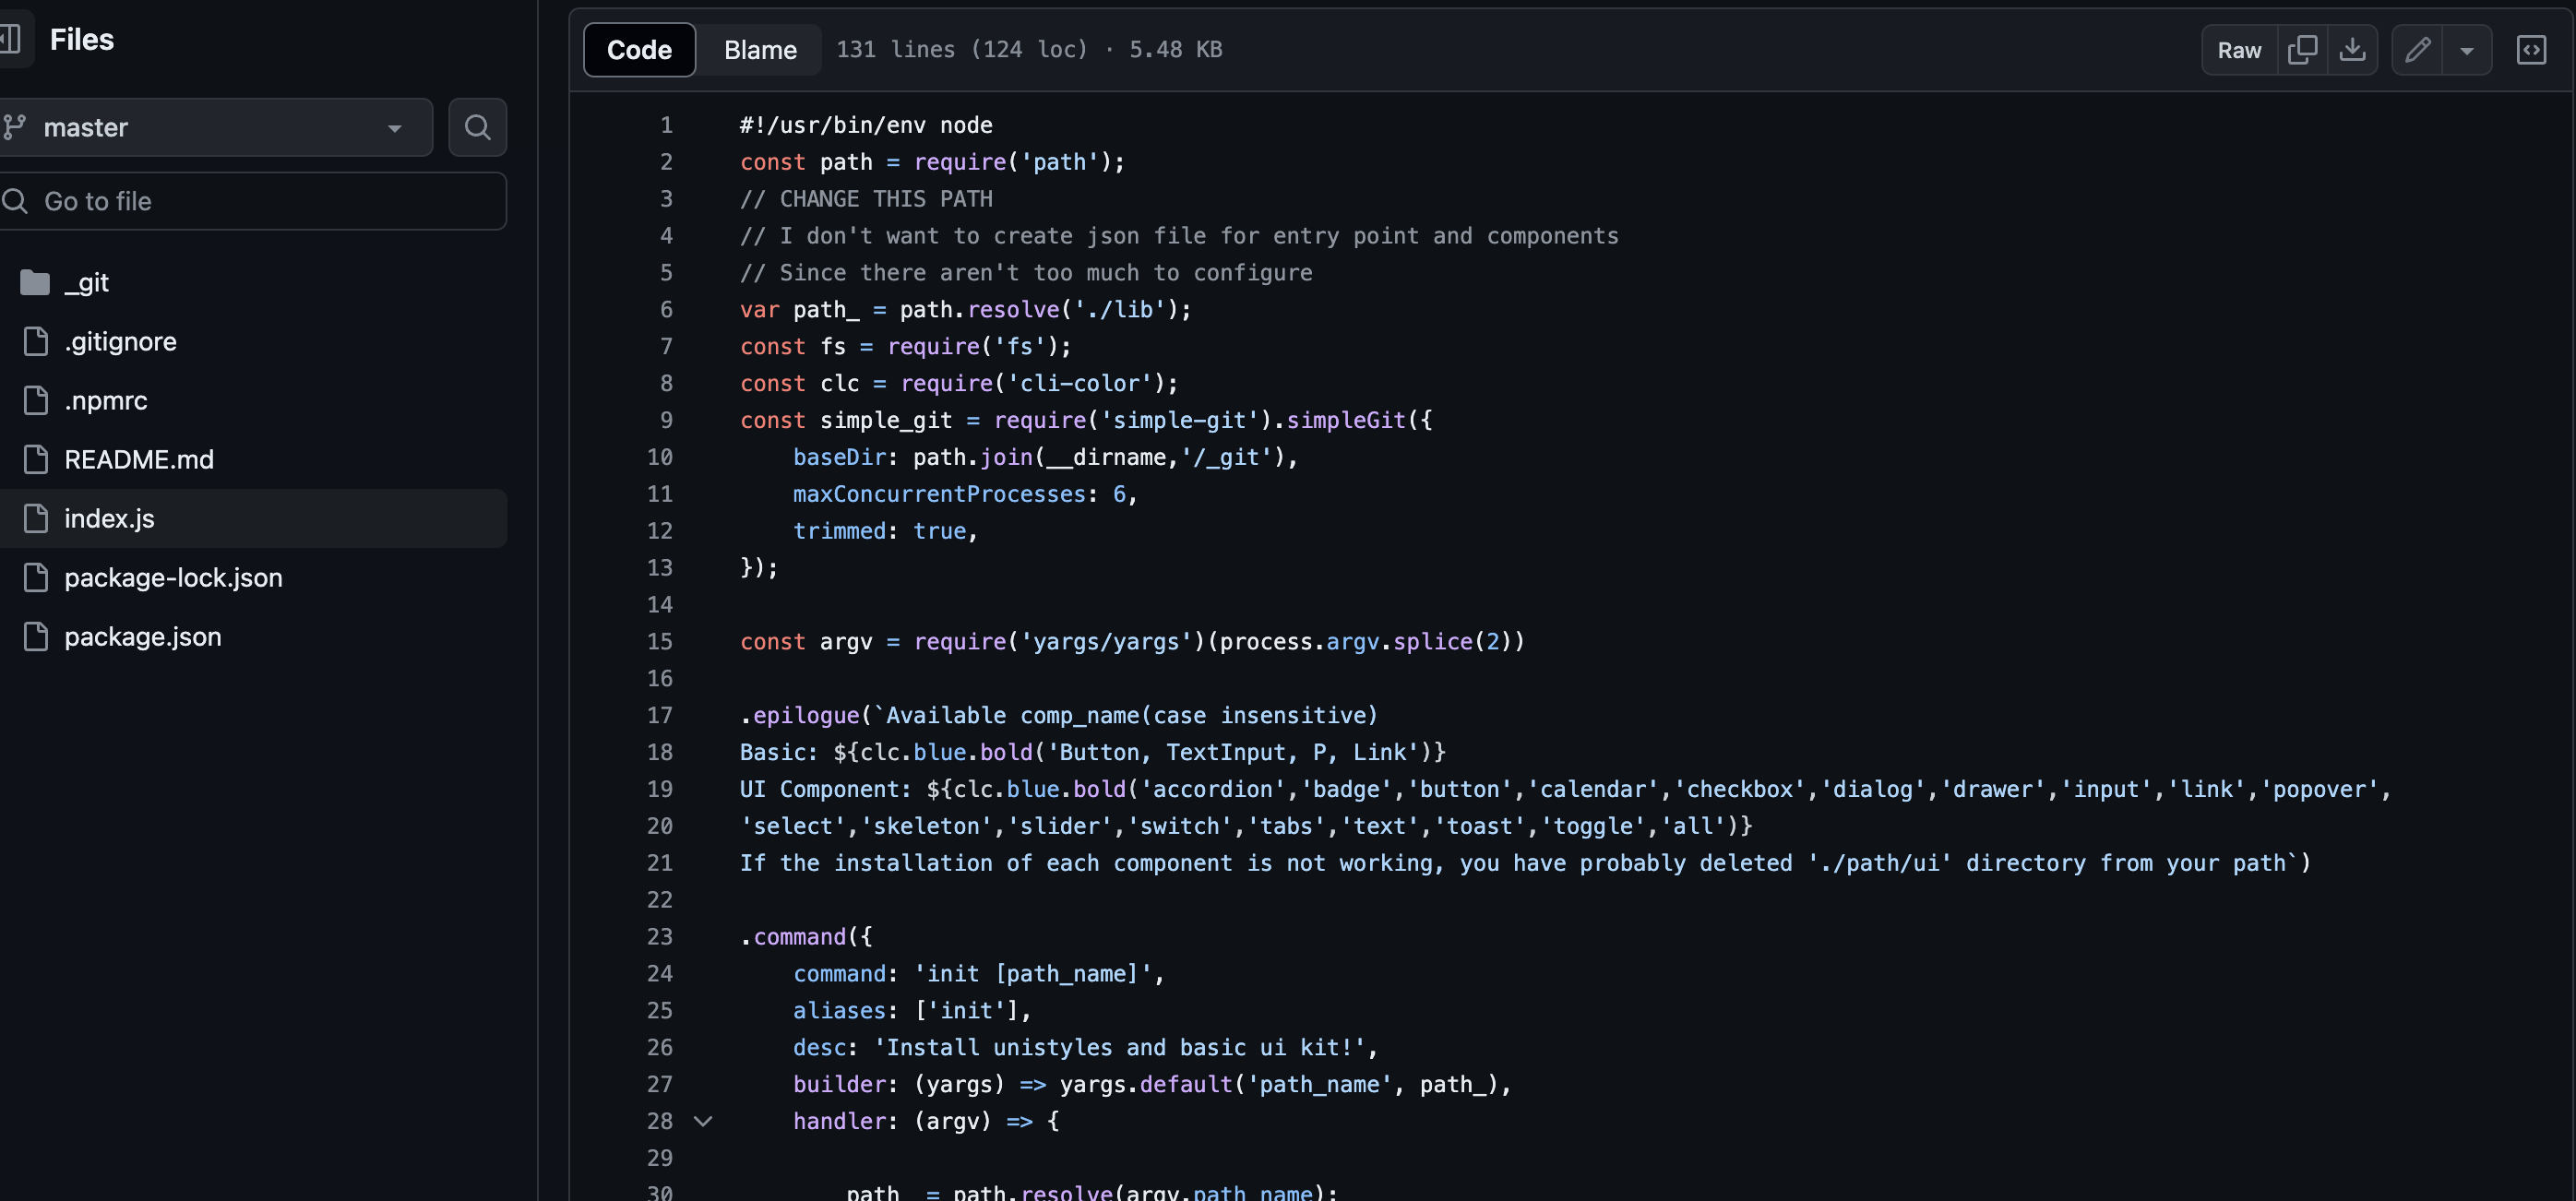 Files
master
Go to file
_git
.gitignore
.npmrc
README.md
index.js
package-lock.json
package.json
Code Blame 131 lines (124 loc) · 5.48 KB Raw
1 #!/usr/bin/env node
2 const path = require('path');
3 // CHANGE THIS PATH
4 // I don't want to create json file for entry point and components
5 // Since there aren't too much to configure
6 var path_ = path.resolve('./lib');
7 const fs = require('fs');
8 const clc = require('cli-color');
9 const simple_git = require('simple-git').simpleGit({
10     baseDir: path.join(__dirname,'/_git'),
11     maxConcurrentProcesses: 6,
12     trimmed: true,
13 });
14
15 const argv = require('yargs/yargs')(process.argv.splice(2))
16
17 .epilogue(`Available comp_name(case insensitive)
18 Basic: ${clc.blue.bold('Button, TextInput, P, Link')}
19 UI Component: ${clc.blue.bold('accordion','badge','button','calendar','checkbox','dialog','drawer','input','link','popover',
20 'select','skeleton','slider','switch','tabs','text','toast','toggle','all')}
21 If the installation of each component is not working, you have probably deleted './path/ui' directory from your path`)
22
23 .command({
24     command: 'init [path_name]',
25     aliases: ['init'],
26     desc: 'Install unistyles and basic ui kit!',
27     builder: (yargs) => yargs.default('path_name', path_),
28     handler: (argv) => {
29
30         path_ = path.resolve(argv.path_name);